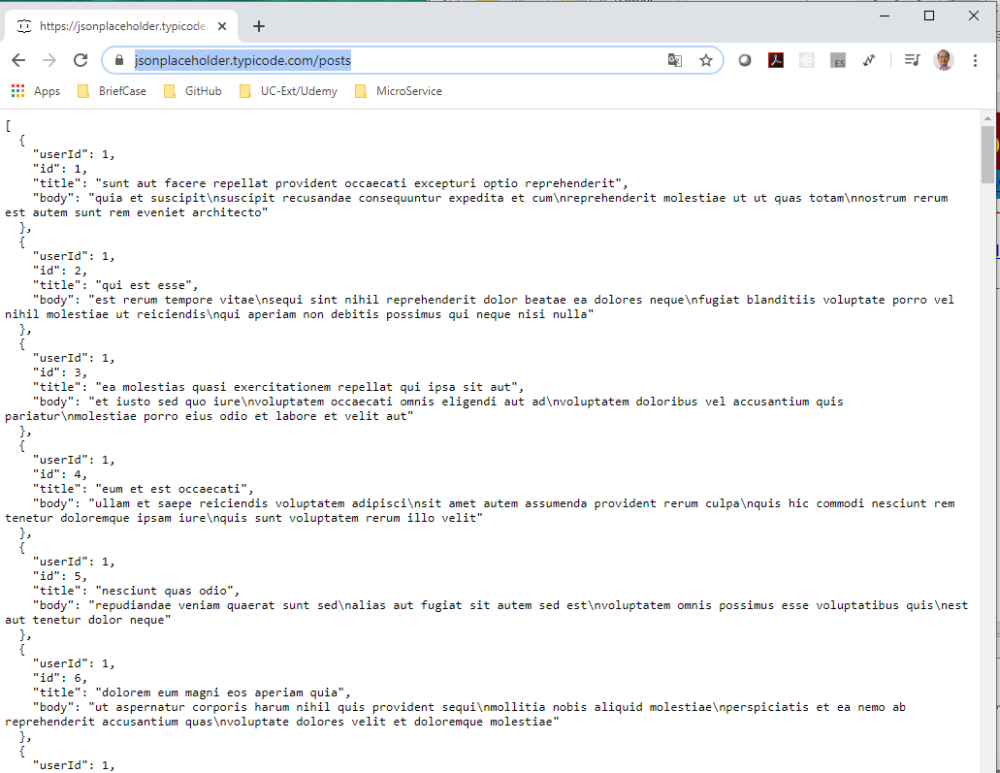 https://jsonplaceholder.typicode.
jsonplaceholder.typicode.com/posts
ES
Apps
BriefCase
GitHub
UC-Ext/Udemy
MicroService
[
  {
    "userId": 1,
    "id": 1,
    "title": "sunt aut facere repellat provident occaecati excepturi optio reprehenderit",
    "body": "quia et suscipit\nsuscipit recusandae consequuntur expedita et cum\nreprehenderit molestiae ut ut quas totam\nnostrum rerum
est autem sunt rem eveniet architecto"
  },
  {
    "userId": 1,
    "id": 2,
    "title": "qui est esse",
    "body": "est rerum tempore vitae\nsequi sint nihil reprehenderit dolor beatae ea dolores neque\nfugiat blanditiis voluptate porro vel
nihil molestiae ut reiciendis\nqui aperiam non debitis possimus qui neque nisi nulla"
  },
  {
    "userId": 1,
    "id": 3,
    "title": "ea molestias quasi exercitationem repellat qui ipsa sit aut",
    "body": "et iusto sed quo iure\nvoluptatem occaecati omnis eligendi aut ad\nvoluptatem doloribus vel accusantium quis
pariatur\nmolestiae porro eius odio et labore et velit aut"
  },
  {
    "userId": 1,
    "id": 4,
    "title": "eum et est occaecati",
    "body": "ullam et saepe reiciendis voluptatem adipisci\nsit amet autem assumenda provident rerum culpa\nquis hic commodi nesciunt rem
tenetur doloremque ipsam iure\nquis sunt voluptatem rerum illo velit"
  },
  {
    "userId": 1,
    "id": 5,
    "title": "nesciunt quas odio",
    "body": "repudiandae veniam quaerat sunt sed\nalias aut fugiat sit autem sed est\nvoluptatem omnis possimus esse voluptatibus quis\nest
aut tenetur dolor neque"
  },
  {
    "userId": 1,
    "id": 6,
    "title": "dolorem eum magni eos aperiam quia",
    "body": "ut aspernatur corporis harum nihil quis provident sequi\nmollitia nobis aliquid molestiae\nperspiciatis et ea nemo ab
reprehenderit accusantium quas\nvoluptate dolores velit et doloremque molestiae"
  },
  {
    "userId": 1,